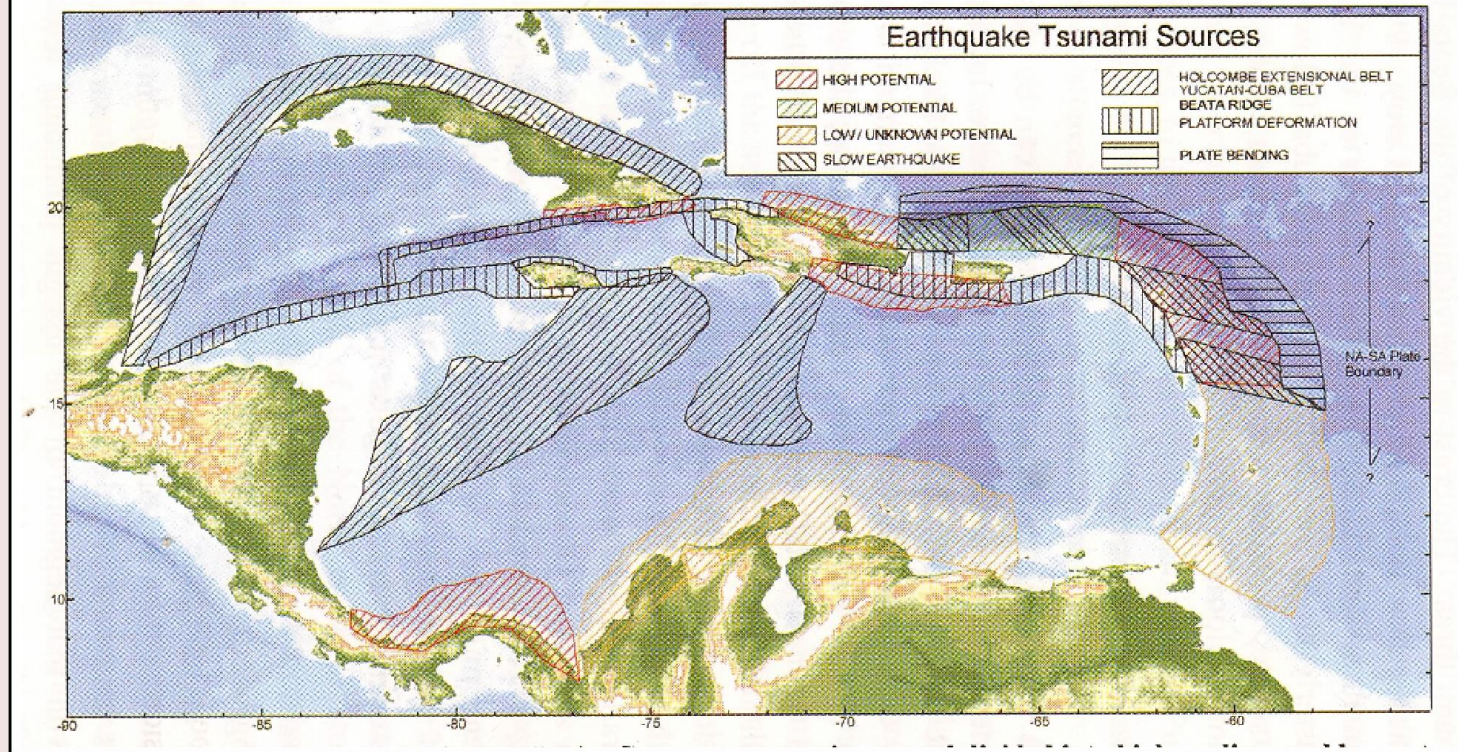 Earthquake Tsunami Sources
HIGH POTENTIAL
MEDIUM POTENTIAL
LOW / UNKNOWN POTENTIAL
SLOW EARTHQUAKE
HOLCOMBE EXTENSIONAL BELT
YUCATAN-CUBA BELT
BEATA RIDGE
PLATFORM DEFORMATION
PLATE BENDING
20
15
10
?
NA-SA Plate
Boundary
?
-90
-85
-80
-75
-70
-65
-60